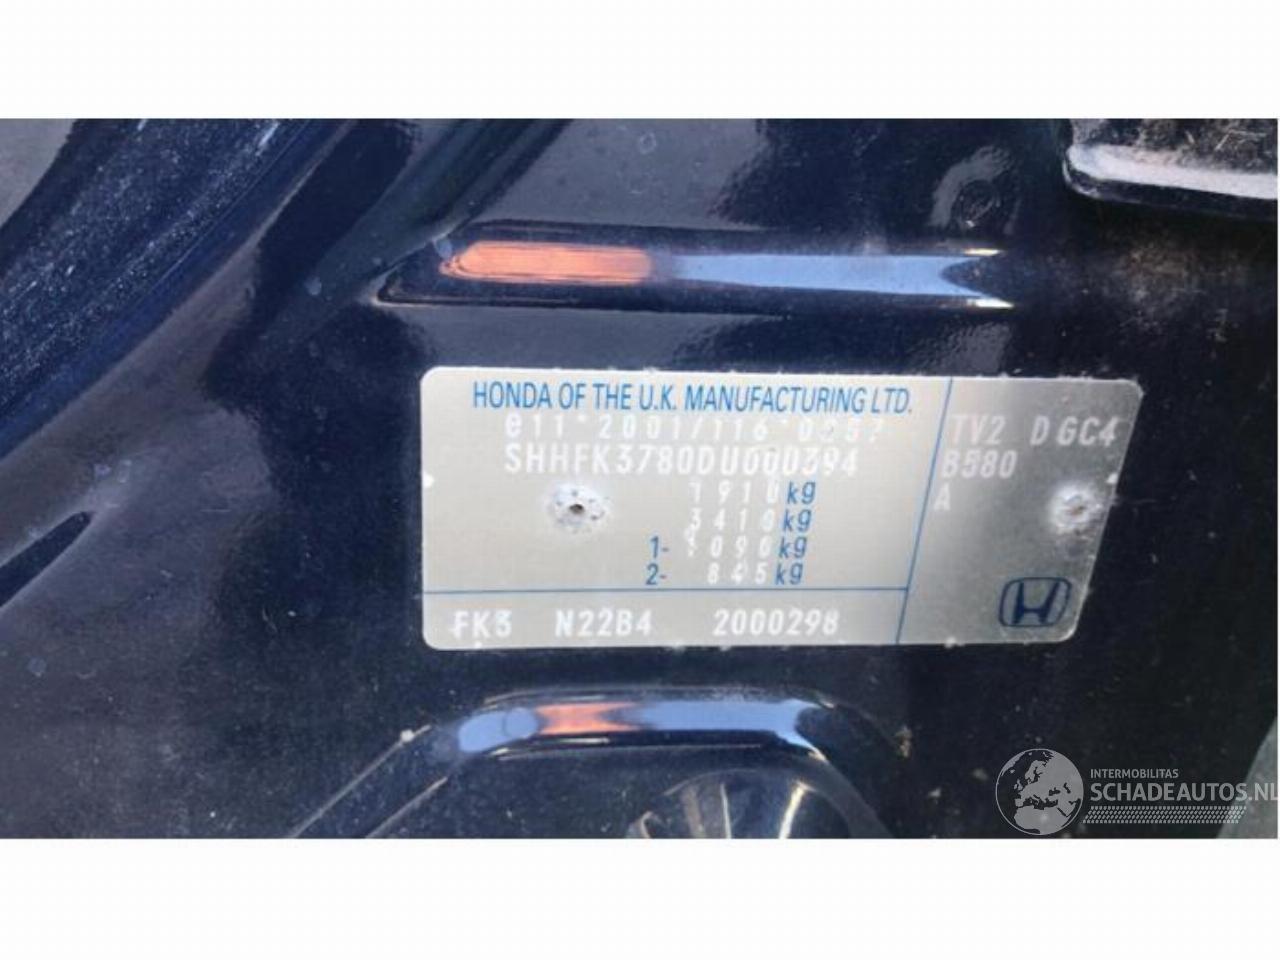 HONDA OF THE U.K. MANUFACTURING LTD.
e11*2001/116*0337
SHHFK3780DU000394
1910kg
3410kg
1- 1090kg
2- 845kg
FK3 N22B4 2000298
TV2 DGC4
B580
A
INTERMOBILITAS
SCHADEAUTOS.NL